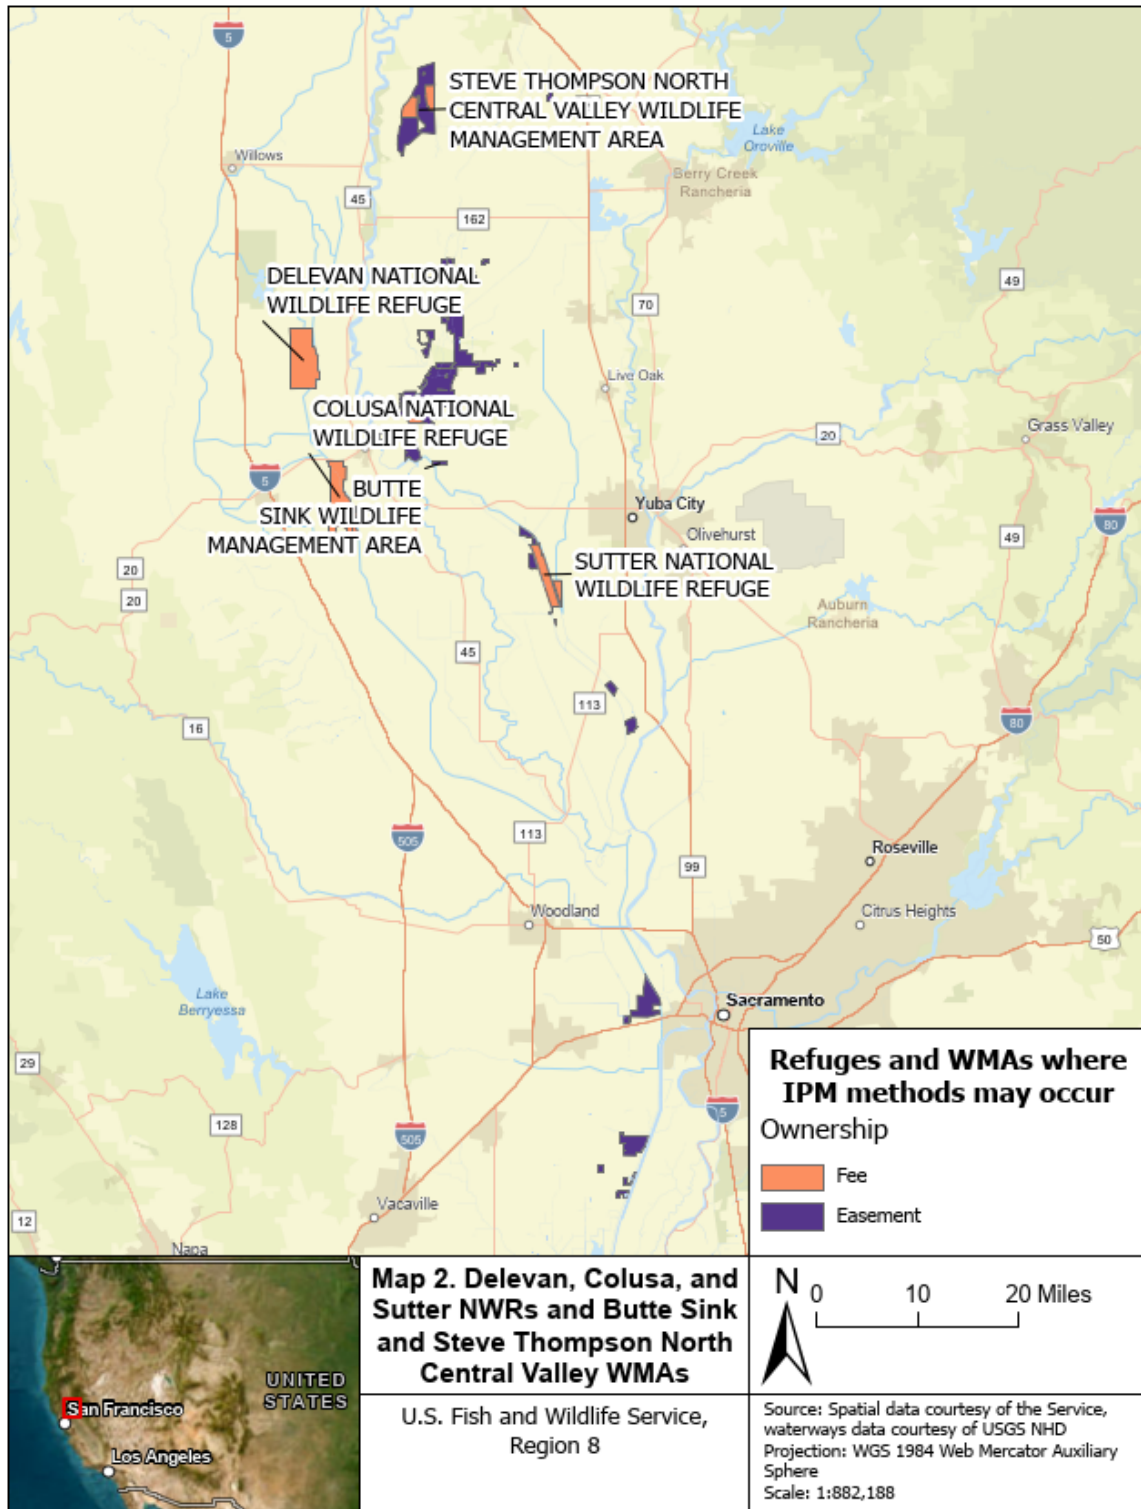 5
STEVE THOMPSON NORTH
CENTRAL VALLEY WILDLIFE
MANAGEMENT AREA
Lake
Oroville
Willows
Berry Creek
Rancheria
45
162
DELEVAN NATIONAL
WILDLIFE REFUGE
49
70
Live Oak
COLUSA NATIONAL
WILDLIFE REFUGE
20
Grass Valley
5
BUTTE
SINK WILDLIFE
MANAGEMENT AREA
Yuba City
Olivehurst
80
49
SUTTER NATIONAL
WILDLIFE REFUGE
20
20
Auburn
Rancheria
45
113
16
80
505
113
99
Roseville
Woodland
Citrus Heights
50
Lake
Berryessa
Sacramento
29
128
505
5
Vacaville
12
Napa
Refuges and WMAs where
IPM methods may occur
Ownership
Fee
Easement
UNITED
STATES
San Francisco
Los Angeles
Map 2. Delevan, Colusa, and
Sutter NWRs and Butte Sink
and Steve Thompson North
Central Valley WMAs
U.S. Fish and Wildlife Service,
Region 8
N
0 10 20 Miles
Source: Spatial data courtesy of the Service,
waterways data courtesy of USGS NHD
Projection: WGS 1984 Web Mercator Auxiliary
Sphere
Scale: 1:882,188